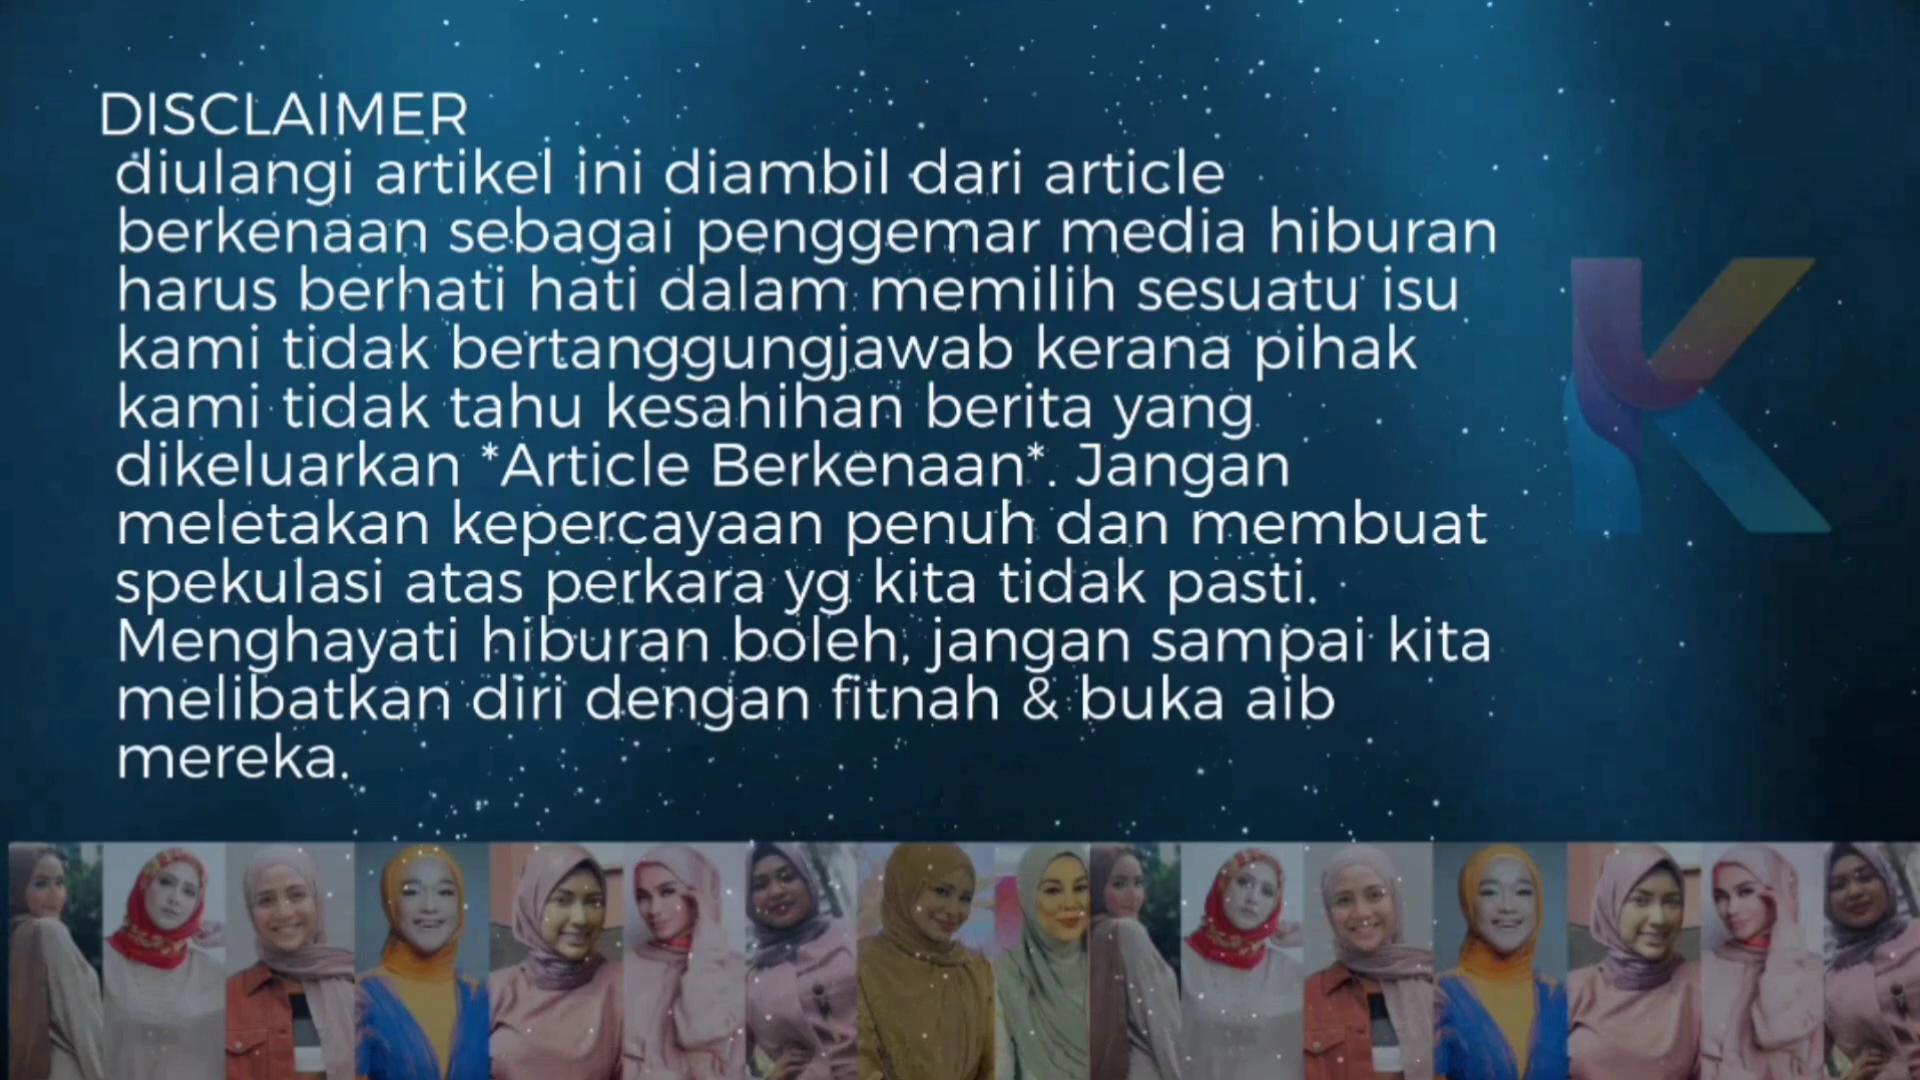 DISCLAIMER
diulangi artikel ini diambil dari article
berkenaan sebagai penggemar media hiburan
harus berhati hati dalam memilih sesuatu isu
kami tidak bertanggungjawab kerana pihak
kami tidak tahu kesahihan berita yang
dikeluarkan *Article Berkenaan*. Jangan
meletakan kepercayaan penuh dan membuat
spekulasi atas perkara yg kita tidak pasti.
Menghayati hiburan boleh, jangan sampai kita
melibatkan diri dengan fitnah & buka aib
mereka.
K